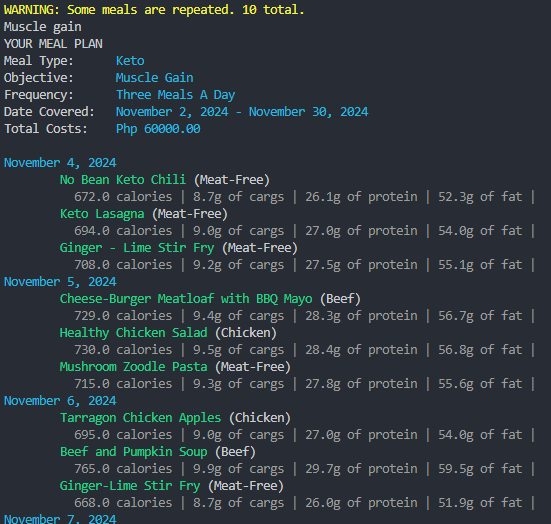 WARNING: Some meals are repeated. 10 total.
Muscle gain
YOUR MEAL PLAN
Meal Type: Keto
Objective: Muscle Gain
Frequency: Three Meals A Day
Date Covered: November 2, 2024 - November 30, 2024
Total Costs: Php 60000.00
November 4, 2024
No Bean Keto Chili (Meat-Free)
672.0 calories | 8.7g of cargs | 26.1g of protein | 52.3g of fat |
Keto Lasagna (Meat-Free)
694.0 calories | 9.0g of cargs | 27.0g of protein | 54.0g of fat |
Ginger - Lime Stir Fry (Meat-Free)
708.0 calories | 9.2g of cargs | 27.5g of protein | 55.1g of fat |
November 5, 2024
Cheese-Burger Meatloaf with BBQ Mayo (Beef)
729.0 calories | 9.4g of cargs | 28.3g of protein | 56.7g of fat |
Healthy Chicken Salad (Chicken)
730.0 calories | 9.5g of cargs | 28.4g of protein | 56.8g of fat |
Mushroom Zoodle Pasta (Meat-Free)
715.0 calories | 9.3g of cargs | 27.8g of protein | 55.6g of fat |
November 6, 2024
Tarragon Chicken Apples (Chicken)
695.0 calories | 9.0g of cargs | 27.0g of protein | 54.0g of fat |
Beef and Pumpkin Soup (Beef)
765.0 calories | 9.9g of cargs | 29.7g of protein | 59.5g of fat |
Ginger-Lime Stir Fry (Meat-Free)
668.0 calories | 8.7g of cargs | 26.0g of protein | 51.9g of fat |
November 7, 2024